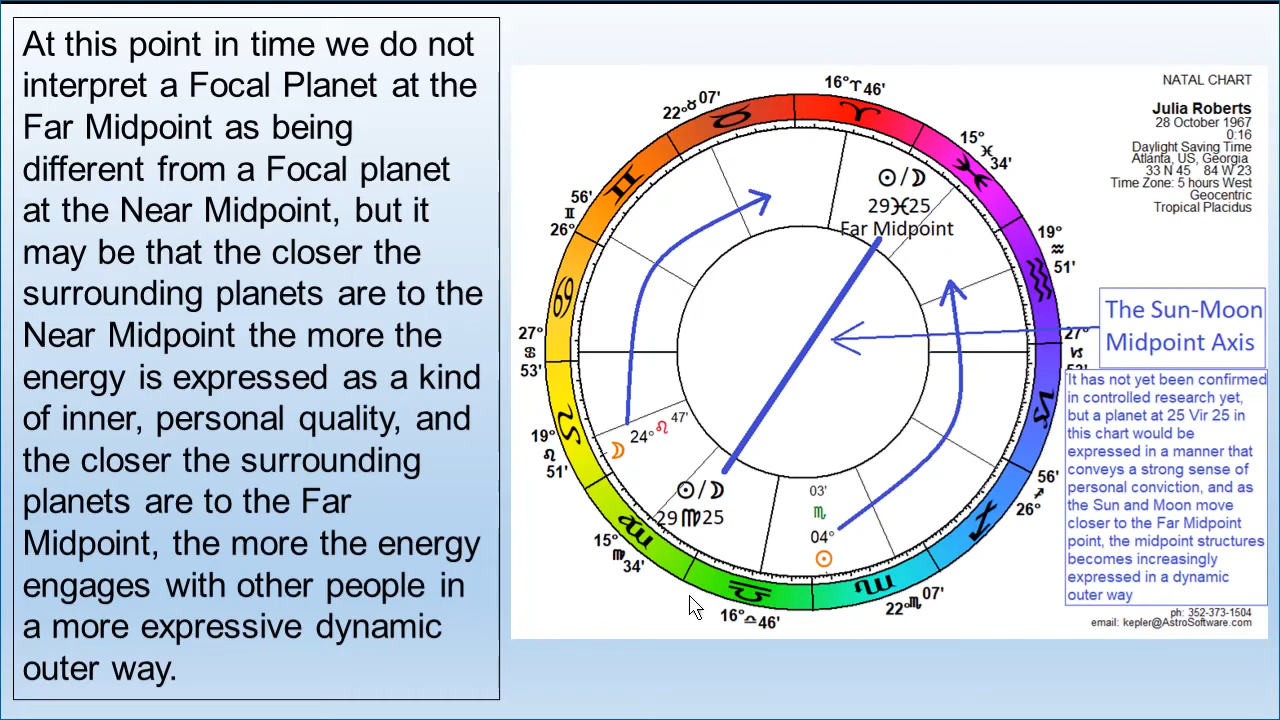 At this point in time we do not
interpret a Focal Planet at the
Far Midpoint as being
different from a Focal planet
at the Near Midpoint, but it
may be that the closer the
surrounding planets are to the
Near Midpoint the more the
energy is expressed as a kind
of inner, personal quality, and
the closer the surrounding
planets are to the Far
Midpoint, the more the energy
engages with other people in
a more expressive dynamic
outer way.
NATAL CHART
Julia Roberts
28 October 1967
0:16
Daylight Saving Time
Atlanta, US, Georgia
33 N 45 84 W 23
Time Zone: 5 hours West
Geocentric
Tropical Placidus
16°♈46'
22°♉07'
15°
♓
34'
56'
♊
26°
☉/☽
29♓25
Far Midpoint
19°
♒
51'
The Sun-Moon
Midpoint Axis
27°
♋
53'
27°
♑
It has not yet been confirmed
in controlled research yet,
but a planet at 25 Vir 25 in
this chart would be
expressed in a manner that
conveys a strong sense of
personal conviction, and as
the Sun and Moon move
closer to the Far Midpoint
point, the midpoint structures
becomes increasingly
expressed in a dynamic
outer way
19°
♌
51'
☽ 24° ♌ 47'
☉/☽
29♍25
03'
♏
04°
☉
56'
♐
26°
15°
♍
34'
16°♎46'
22°♏07'
ph: 352-373-1504
email: kepler@AstroSoftware.com